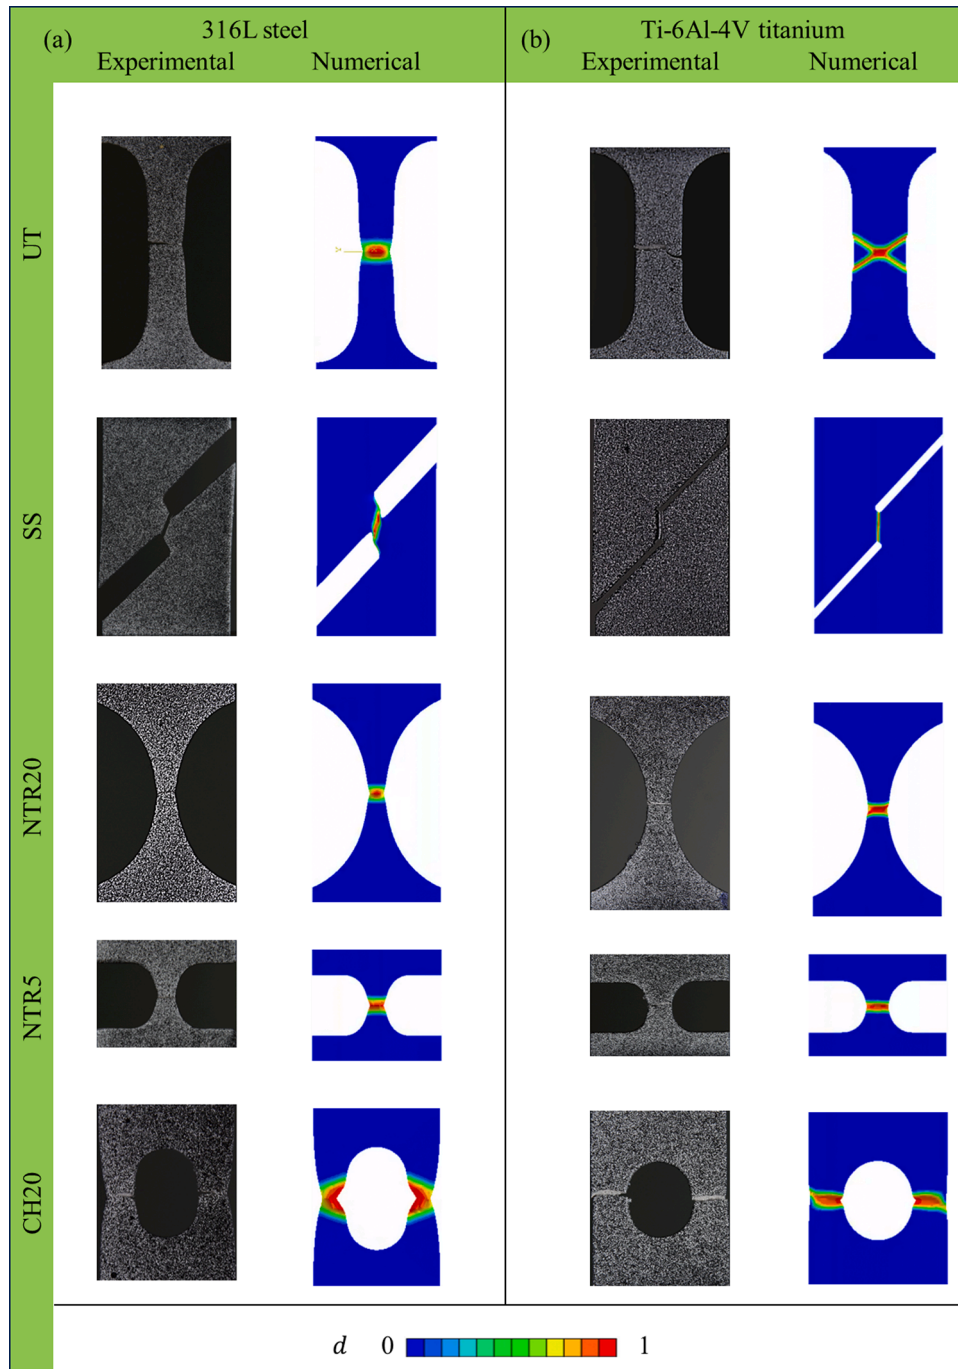 (a) 316L steel
Experimental Numerical
(b) Ti-6Al-4V titanium
Experimental Numerical
UT
SS
NTR20
NTR5
CH20
d 0 1